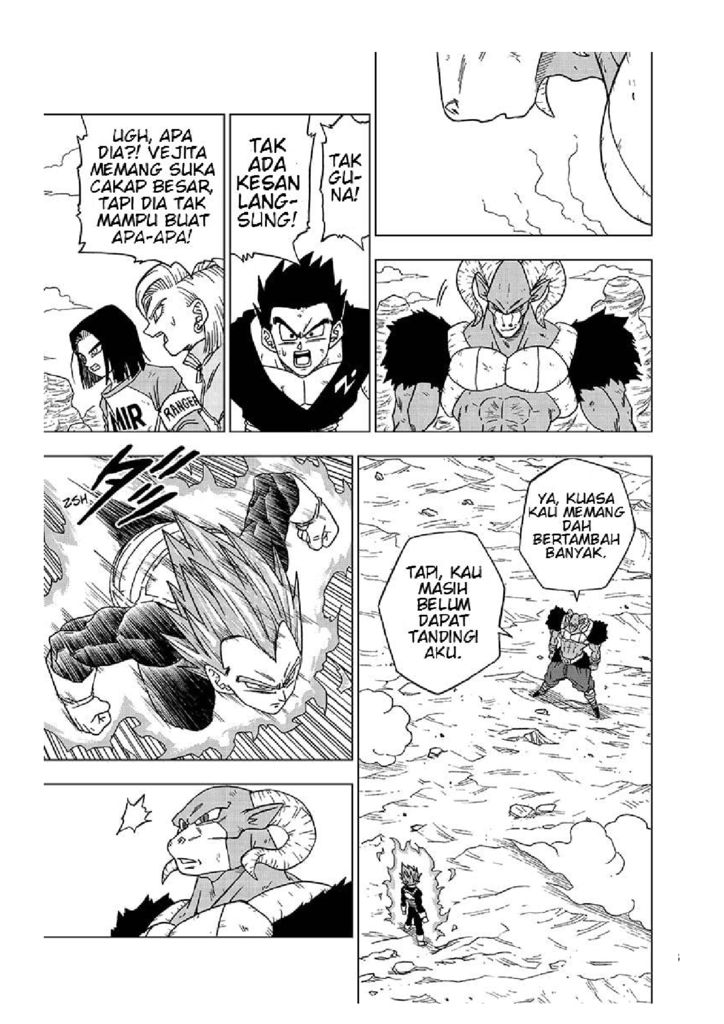 TAK
GU-
NA!
TAK
ADA
KESAN
LANG-
SUNG!
UGH, APA
DIA?! VEJITA
MEMANG SUKA
CAKAP BESAR,
TAPI DIA TAK
MAMPU BUAT
APA-APA!
MIR
RANGER
YA, KUASA
KAU MEMANG
DAH
BERTAMBAH
BANYAK.
TAPI, KAU
MASIH
BELUM
DAPAT
TANDINGI
AKU.
ダッ
ZSH.